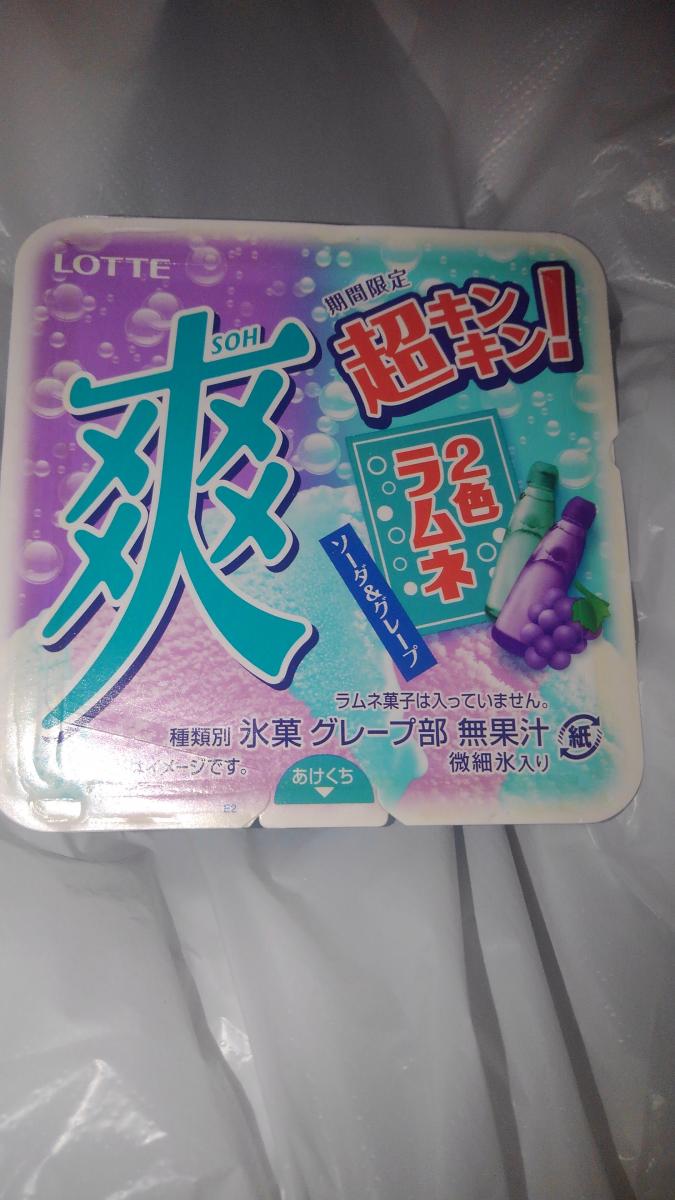 LOTTE
爽
SOH
期間限定
超キンキン!
2色
ラムネ
ソーダ&グレープ
ラムネ菓子は入っていません。
種類別 氷菓 グレープ部 無果汁
微細氷入り
紙
はイメージです。
あけくち
E2